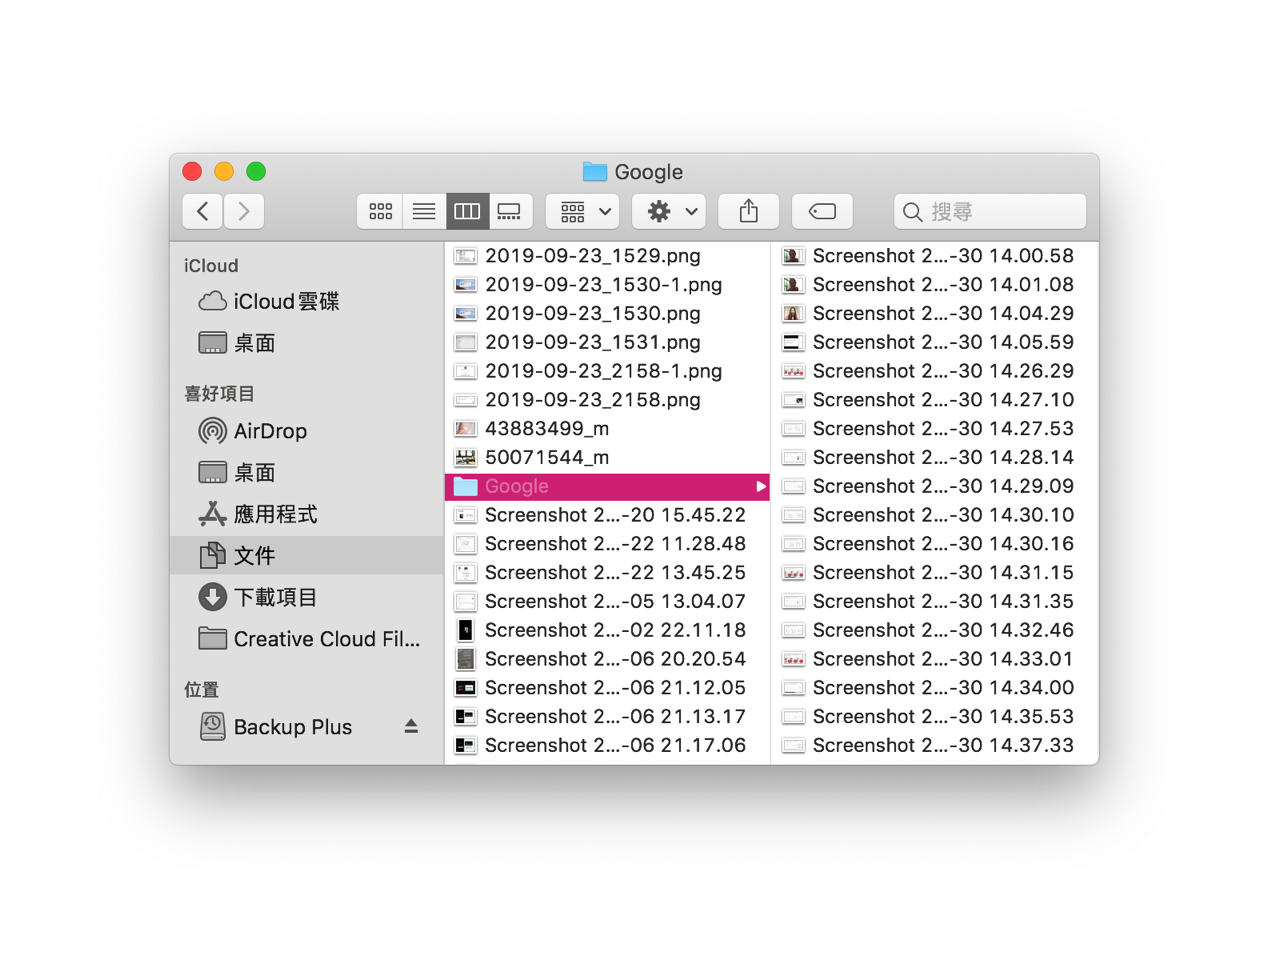 Google
搜尋
iCloud
iCloud雲碟
桌面
喜好項目
AirDrop
桌面
應用程式
文件
下載項目
Creative Cloud Fil...
位置
Backup Plus
2019-09-23_1529.png
2019-09-23_1530-1.png
2019-09-23_1530.png
2019-09-23_1531.png
2019-09-23_2158-1.png
2019-09-23_2158.png
43883499_m
50071544_m
Google
Screenshot 2...-20 15.45.22
Screenshot 2...-22 11.28.48
Screenshot 2...-22 13.45.25
Screenshot 2...-05 13.04.07
Screenshot 2...-02 22.11.18
Screenshot 2...-06 20.20.54
Screenshot 2...-06 21.12.05
Screenshot 2...-06 21.13.17
Screenshot 2...-06 21.17.06
Screenshot 2...-30 14.00.58
Screenshot 2...-30 14.01.08
Screenshot 2...-30 14.04.29
Screenshot 2...-30 14.05.59
Screenshot 2...-30 14.26.29
Screenshot 2...-30 14.27.10
Screenshot 2...-30 14.27.53
Screenshot 2...-30 14.28.14
Screenshot 2...-30 14.29.09
Screenshot 2...-30 14.30.10
Screenshot 2...-30 14.30.16
Screenshot 2...-30 14.31.15
Screenshot 2...-30 14.31.35
Screenshot 2...-30 14.32.46
Screenshot 2...-30 14.33.01
Screenshot 2...-30 14.34.00
Screenshot 2...-30 14.35.53
Screenshot 2...-30 14.37.33